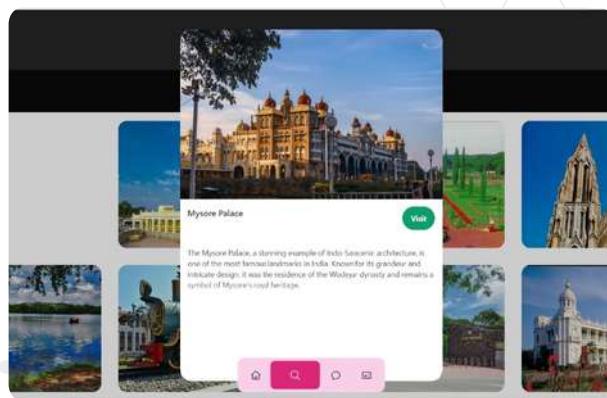 Mysore Palace
Visit
The Mysore Palace, a stunning example of Indo-Saracenic architecture, is
one of the most famous landmarks in India. Known for its grandeur and
intricate design, it was the residence of the Wadeyar dynasty and remains a
symbol of Mysore's royal heritage.